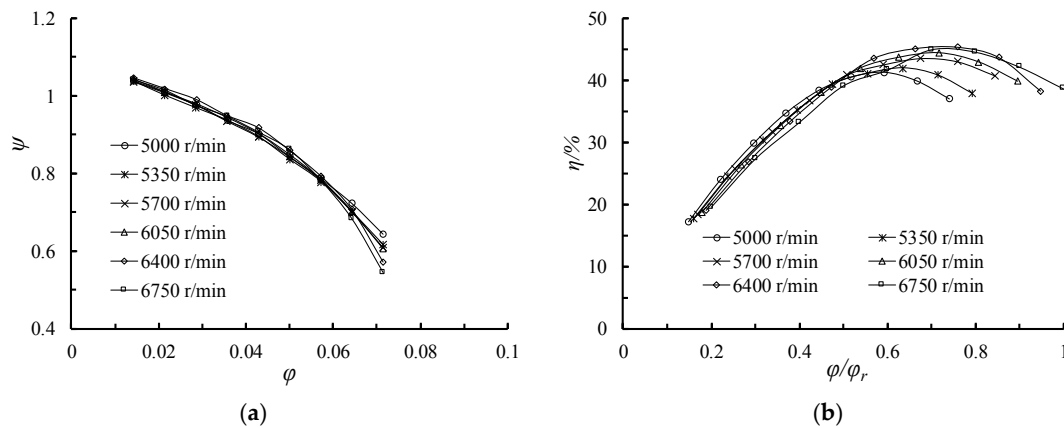 1.2
1
0.8
0.6
0.4
ψ
5000 r/min
5350 r/min
5700 r/min
6050 r/min
6400 r/min
6750 r/min
0 0.02 0.04 0.06 0.08 0.1
φ
(a)
50
40
30
20
10
0
η/%
5000 r/min 5350 r/min
5700 r/min 6050 r/min
6400 r/min 6750 r/min
0 0.2 0.4 0.6 0.8 1
φ/φr
(b)